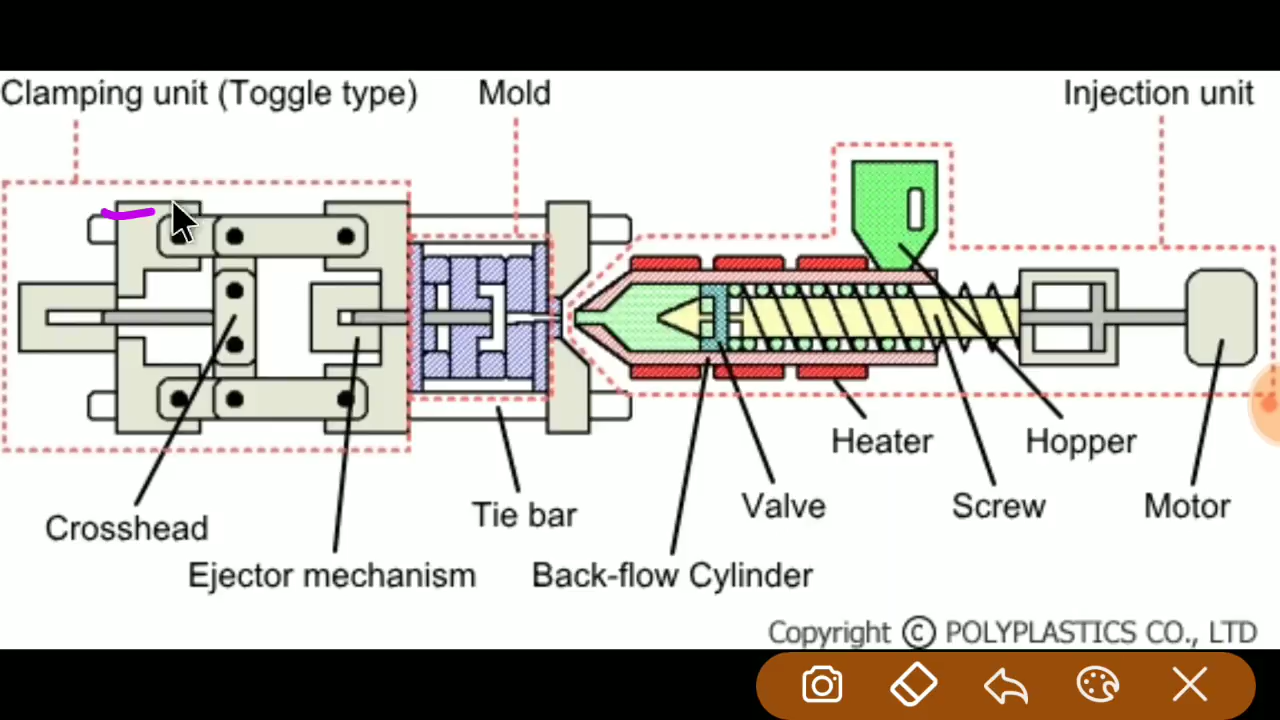 Clamping unit (Toggle type)
Mold
Injection unit
Heater
Hopper
Valve
Screw
Motor
Tie bar
Crosshead
Ejector mechanism
Back-flow Cylinder
Copyright © POLYPLASTICS CO., LTD